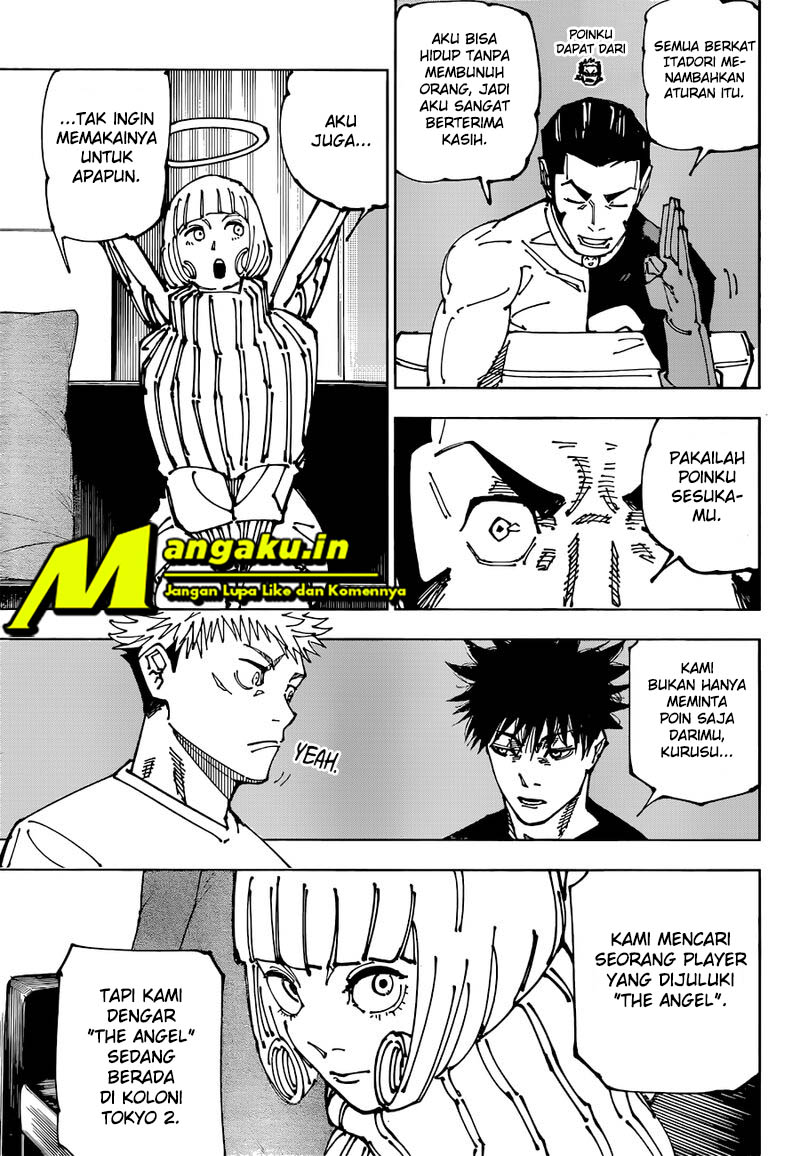 SEMUA BERKAT
ITADORI ME-
NAMBAHKAN
ATURAN ITU.
POINKU
DAPAT DARI
AKU BISA
HIDUP TANPA
MEMBUNUH
ORANG, JADI
AKU SANGAT
BERTERIMA
KASIH.
AKU
JUGA...
...TAK INGIN
MEMAKAINYA
UNTUK
APAPUN.
PAKAILAH
POINKU
SESUKA-
MU.
Mangaku.in
Jangan Lupa Like dan Komennya
KAMI
BUKAN HANYA
MEMINTA
POIN SAJA
DARIMU,
KURUSU...
YEAH.
KAMI MENCARI
SEORANG PLAYER
YANG DIJULUKI
"THE ANGEL".
TAPI KAMI
DENGAR
"THE ANGEL"
SEDANG
BERADA
DI KOLONI
TOKYO 2.